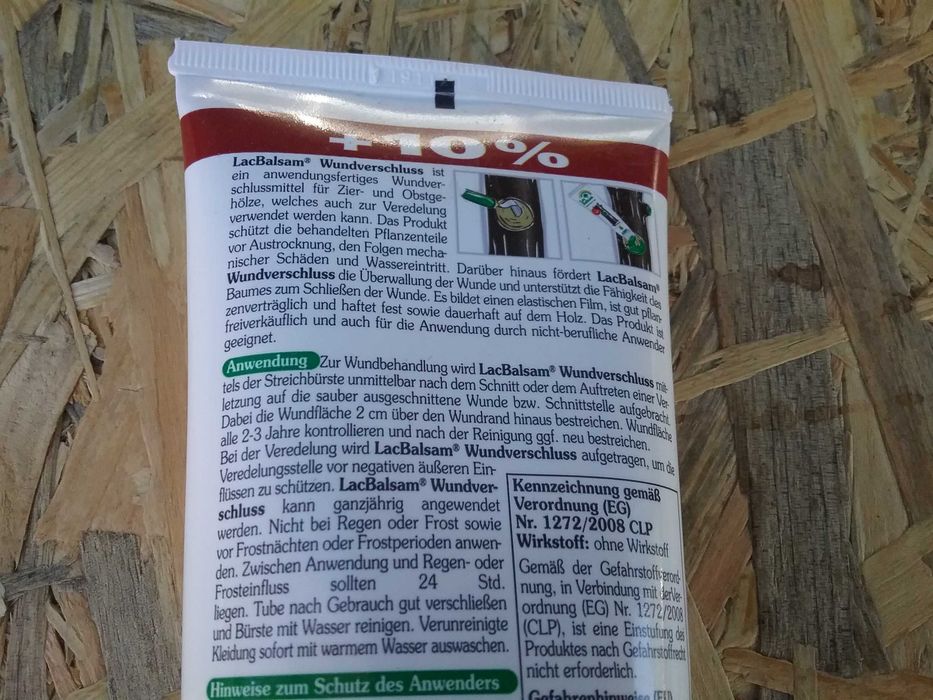 +10%
LacBalsam® Wundverschluss ist
ein anwendungsfertiges Wundver-
schlussmittel für Zier- und Obstge-
hölze, welches auch zur Veredelung
verwendet werden kann. Das Produkt
schützt die behandelten Pflanzenteile
vor Austrocknung, den Folgen mecha-
nischer Schäden und Wassereintritt. Darüber hinaus fördert LacBalsam®
Wundverschluss die Überwallung der Wunde und unterstützt die Fähigkeit des
Baumes zum Schließen der Wunde. Es bildet einen elastischen Film, ist gut pflan-
zenverträglich und haftet fest sowie dauerhaft auf dem Holz. Das Produkt ist
freiverkäuflich und auch für die Anwendung durch nicht-berufliche Anwender
geeignet.
Anwendung Zur Wundbehandlung wird LacBalsam® Wundverschluss mit-
tels der Streichbürste unmittelbar nach dem Schnitt oder dem Auftreten einer Ver-
letzung auf die sauber ausgeschnittene Wunde bzw. Schnittstelle aufgebracht.
Dabei die Wundfläche 2 cm über den Wundrand hinaus bestreichen. Wundfläche
alle 2-3 Jahre kontrollieren und nach der Reinigung ggf. neu bestreichen.
Bei der Veredelung wird LacBalsam® Wundverschluss aufgetragen, um die
Veredelungsstelle vor negativen äußeren Ein-
flüssen zu schützen. LacBalsam® Wundver-
schluss kann ganzjährig angewendet
werden. Nicht bei Regen oder Frost sowie
vor Frostnächten oder Frostperioden anwen-
den. Zwischen Anwendung und Regen- oder
Frosteinfluss sollten 24 Std.
liegen. Tube nach Gebrauch gut verschließen
und Bürste mit Wasser reinigen. Verunreinigte
Kleidung sofort mit warmem Wasser auswaschen.
Hinweise zum Schutz des Anwenders
Kennzeichnung gemäß
Verordnung (EG)
Nr. 1272/2008 CLP
Wirkstoff: ohne Wirkstoff
Gemäß der Gefahrstoffverord-
nung, in Verbindung mit der Ver-
ordnung (EG) Nr. 1272/2008
(CLP), ist eine Einstufung des
Produktes nach Gefahrstoffrecht
nicht erforderlich.
Gefahrenhinweise (EU)